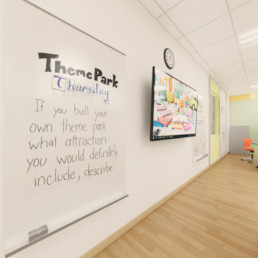 Theme Park
Thursday
If you built your
own theme park
what attraction
you would definitely
include, describe